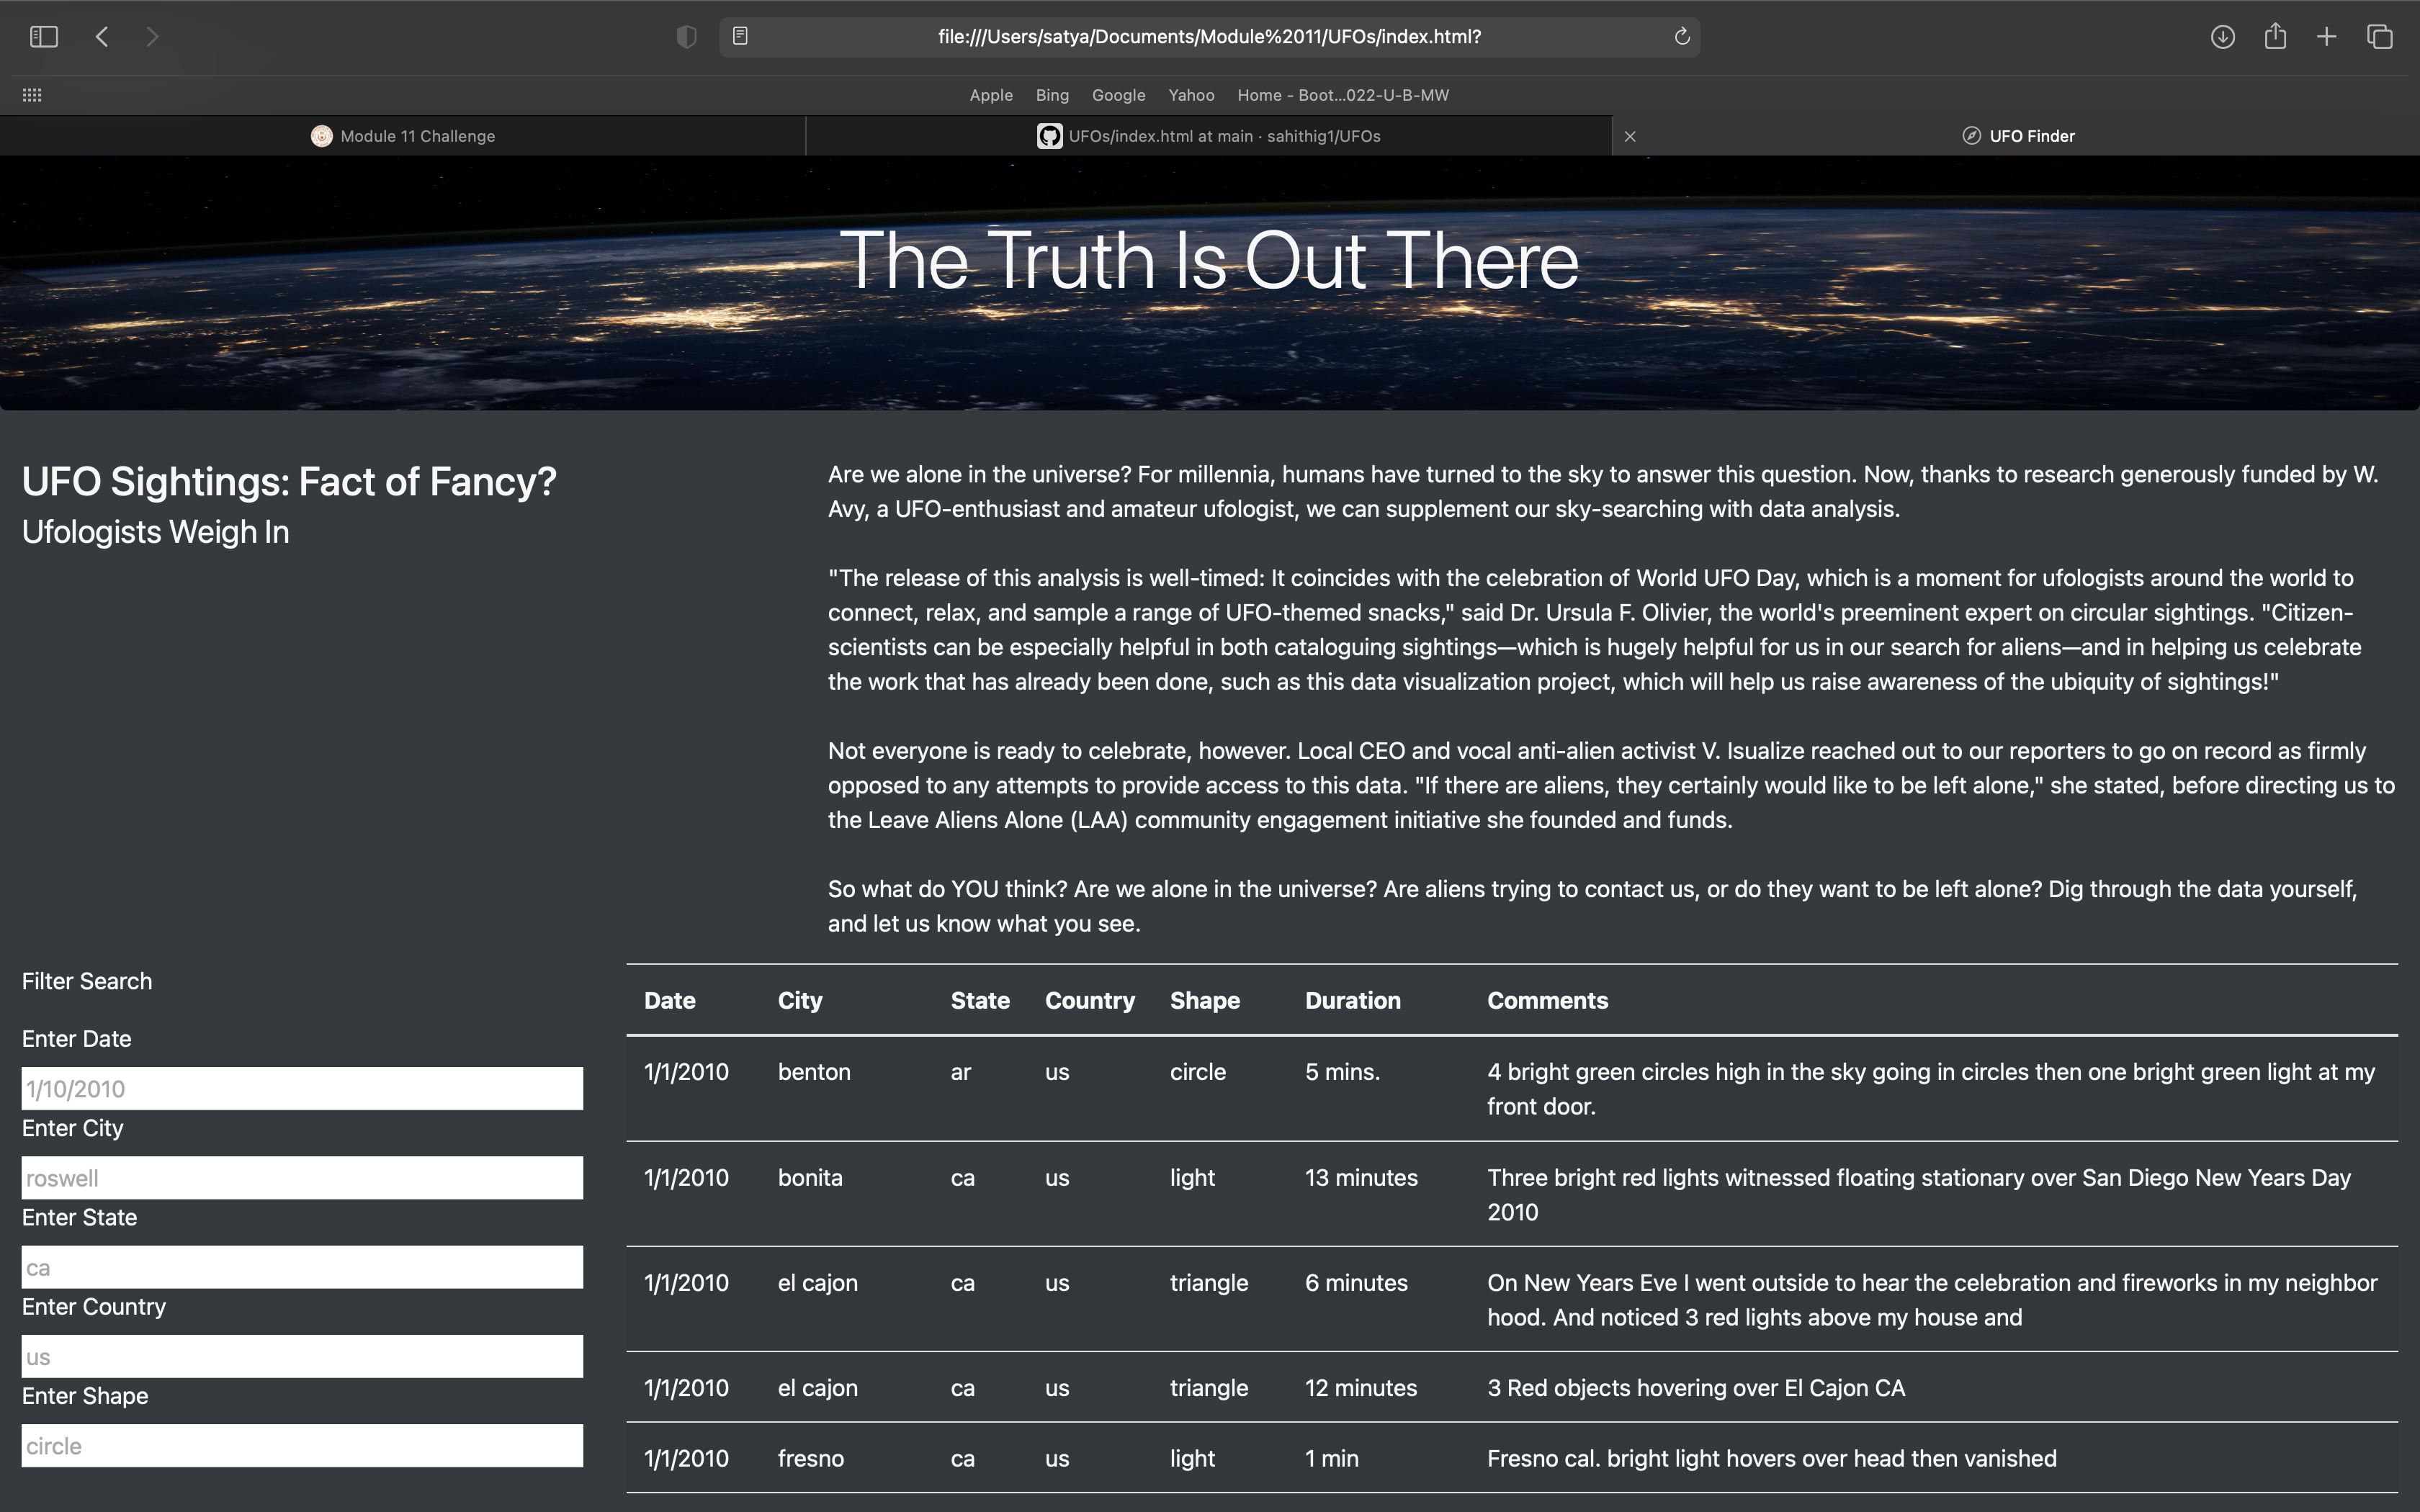 file:///Users/satya/Documents/Module%2011/UFOs/index.html?
Apple Bing Google Yahoo Home - Boot...022-U-B-MW
Module 11 Challenge
UFOs/index.html at main · sahithig1/UFOs
UFO Finder
The Truth Is Out There
UFO Sightings: Fact of Fancy?
Ufologists Weigh In
Are we alone in the universe? For millennia, humans have turned to the sky to answer this question. Now, thanks to research generously funded by W.
Avy, a UFO-enthusiast and amateur ufologist, we can supplement our sky-searching with data analysis.
"The release of this analysis is well-timed: It coincides with the celebration of World UFO Day, which is a moment for ufologists around the world to
connect, relax, and sample a range of UFO-themed snacks," said Dr. Ursula F. Olivier, the world's preeminent expert on circular sightings. "Citizen-
scientists can be especially helpful in both cataloguing sightings—which is hugely helpful for us in our search for aliens—and in helping us celebrate
the work that has already been done, such as this data visualization project, which will help us raise awareness of the ubiquity of sightings!"
Not everyone is ready to celebrate, however. Local CEO and vocal anti-alien activist V. Isualize reached out to our reporters to go on record as firmly
opposed to any attempts to provide access to this data. "If there are aliens, they certainly would like to be left alone," she stated, before directing us to
the Leave Aliens Alone (LAA) community engagement initiative she founded and funds.
So what do YOU think? Are we alone in the universe? Are aliens trying to contact us, or do they want to be left alone? Dig through the data yourself,
and let us know what you see.
Filter Search
Enter Date
1/10/2010
Enter City
roswell
Enter State
ca
Enter Country
us
Enter Shape
circle
Date City State Country Shape Duration Comments
1/1/2010 benton ar us circle 5 mins. 4 bright green circles high in the sky going in circles then one bright green light at my
front door.
1/1/2010 bonita ca us light 13 minutes Three bright red lights witnessed floating stationary over San Diego New Years Day
2010
1/1/2010 el cajon ca us triangle 6 minutes On New Years Eve I went outside to hear the celebration and fireworks in my neighbor
hood. And noticed 3 red lights above my house and
1/1/2010 el cajon ca us triangle 12 minutes 3 Red objects hovering over El Cajon CA
1/1/2010 fresno ca us light 1 min Fresno cal. bright light hovers over head then vanished